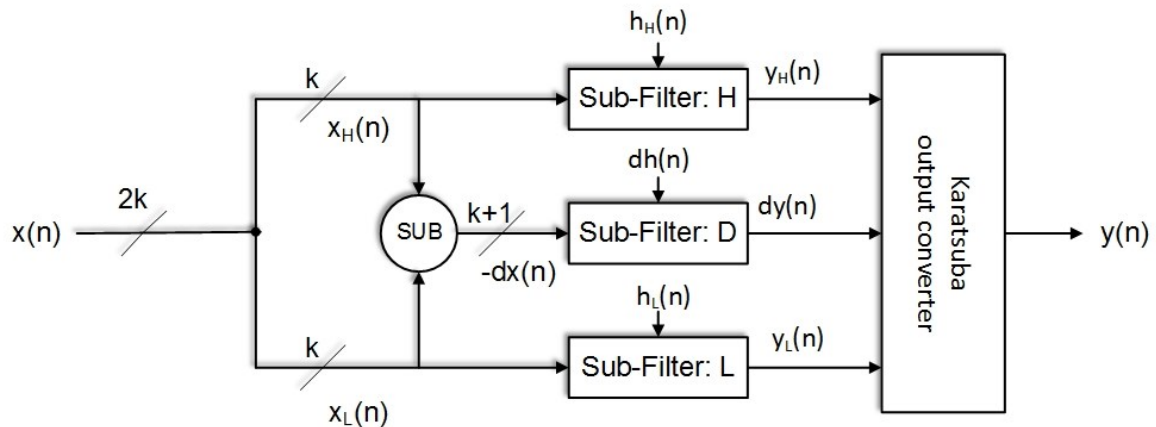 h_H(n)
k
Sub-Filter: H
y_H(n)
x_H(n)
2k
dh(n)
x(n)
SUB
k+1
Sub-Filter: D
dy(n)
-dx(n)
Karatsuba
output converter
y(n)
h_L(n)
k
Sub-Filter: L
y_L(n)
x_L(n)